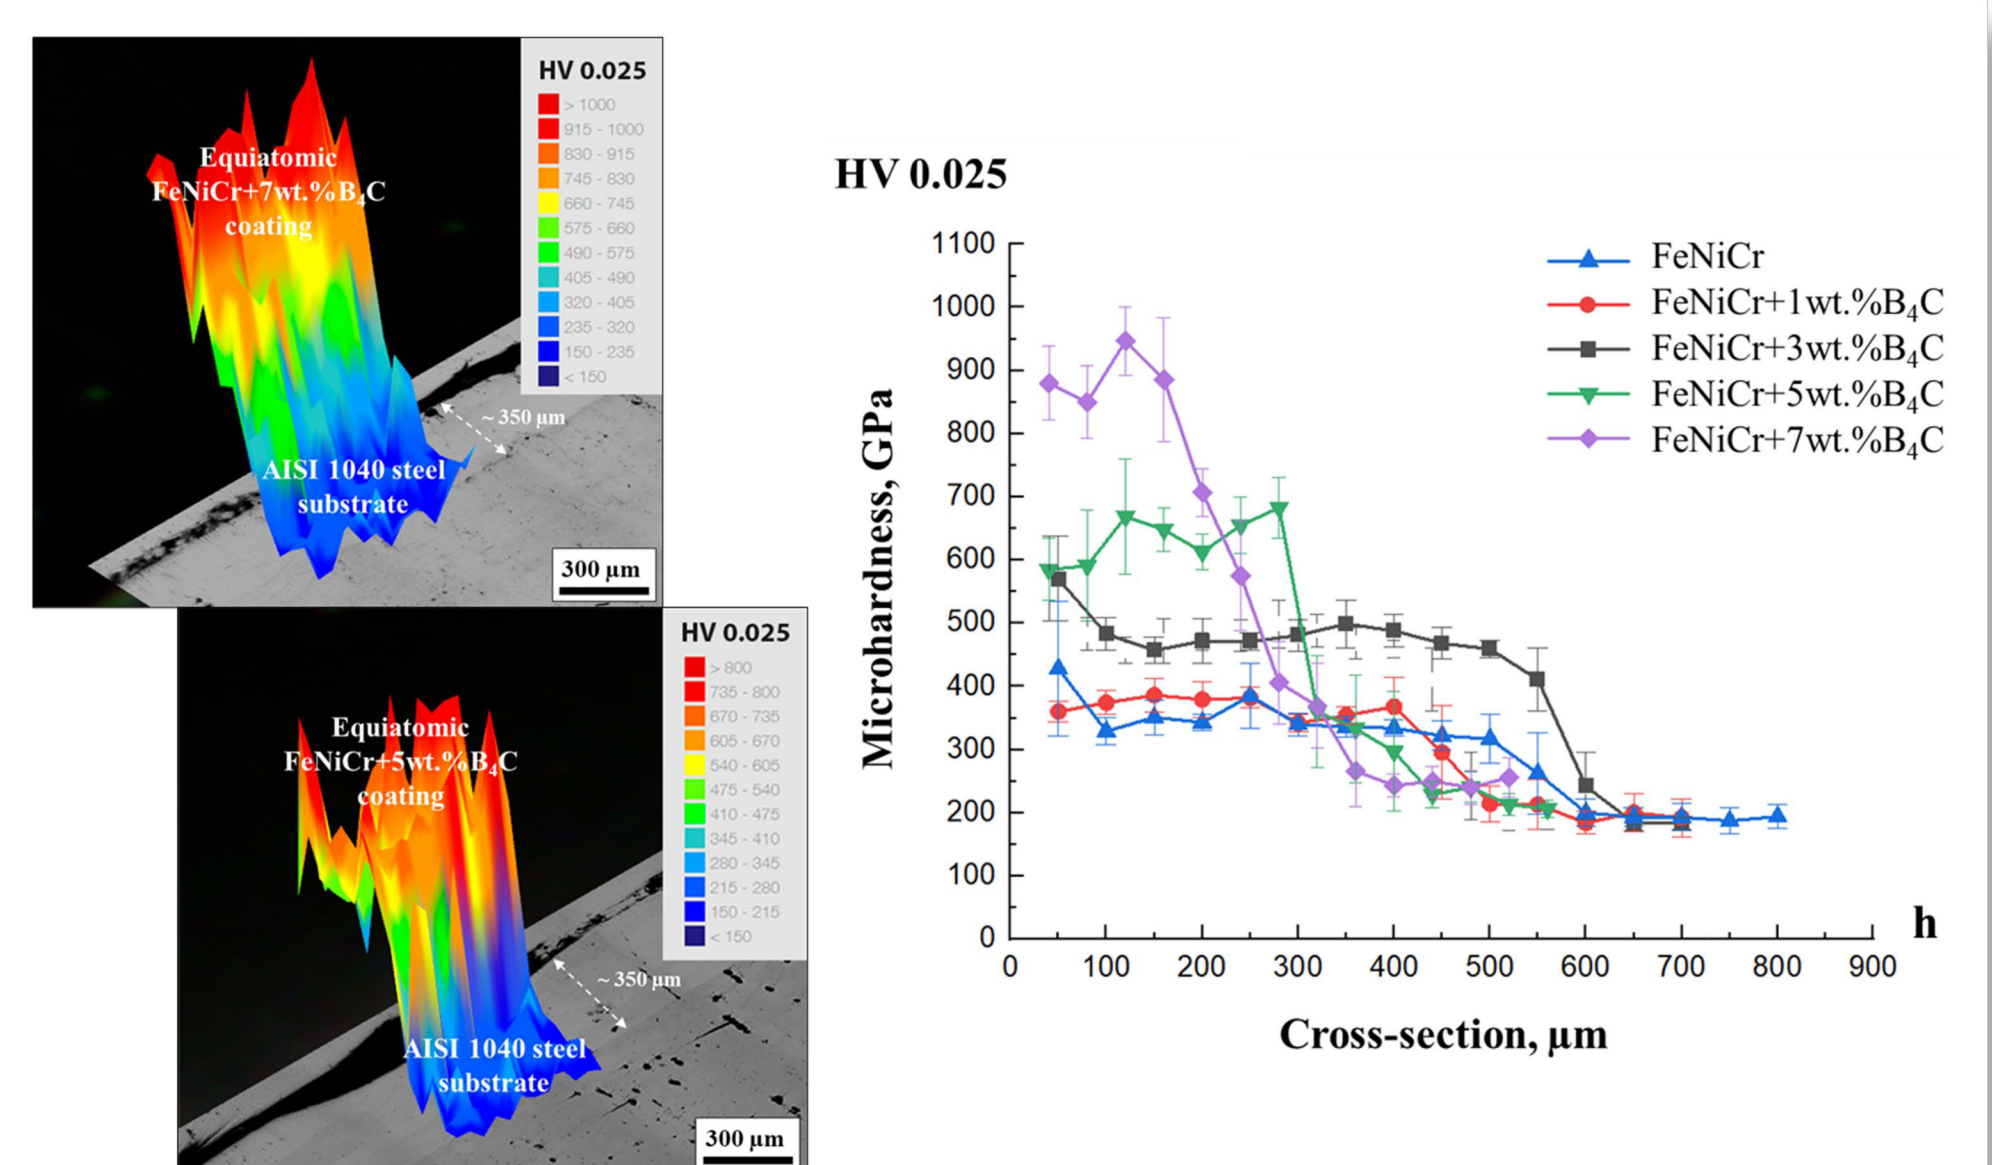 HV 0.025
> 1000
915 - 1000
830 - 915
745 - 830
660 - 745
575 - 660
490 - 575
405 - 490
320 - 405
235 - 320
150 - 235
< 150
Equiatomic
FeNiCr+7wt.%B₄C
coating
~ 350 µm
AISI 1040 steel
substrate
300 µm
HV 0.025
> 800
735 - 800
670 - 735
605 - 670
540 - 605
475 - 540
410 - 475
345 - 410
280 - 345
215 - 280
150 - 215
< 150
Equiatomic
FeNiCr+5wt.%B₄C
coating
~ 350 µm
AISI 1040 steel
substrate
300 µm
HV 0.025
Microhardness, GPa
1100
1000
900
800
700
600
500
400
300
200
100
0
0 100 200 300 400 500 600 700 800 900
h
Cross-section, µm
FeNiCr
FeNiCr+1wt.%B₄C
FeNiCr+3wt.%B₄C
FeNiCr+5wt.%B₄C
FeNiCr+7wt.%B₄C